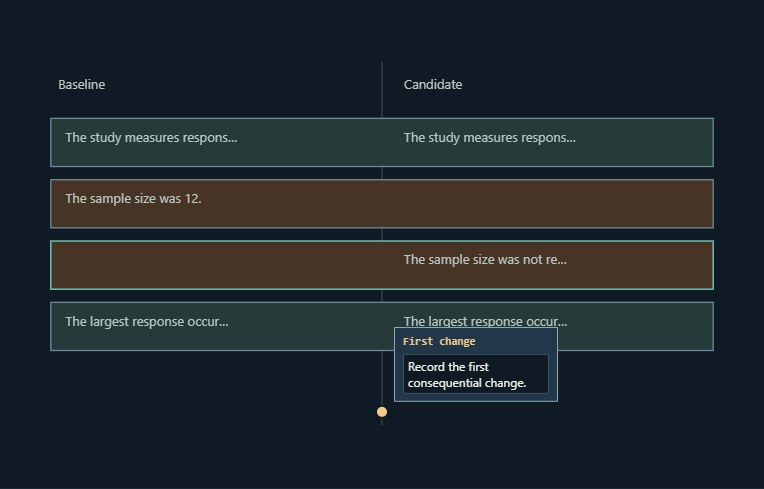 Baseline
Candidate
The study measures respons...
The study measures respons...
The sample size was 12.
The sample size was not re...
The largest response occur...
The largest response occur...
First change
Record the first
consequential change.